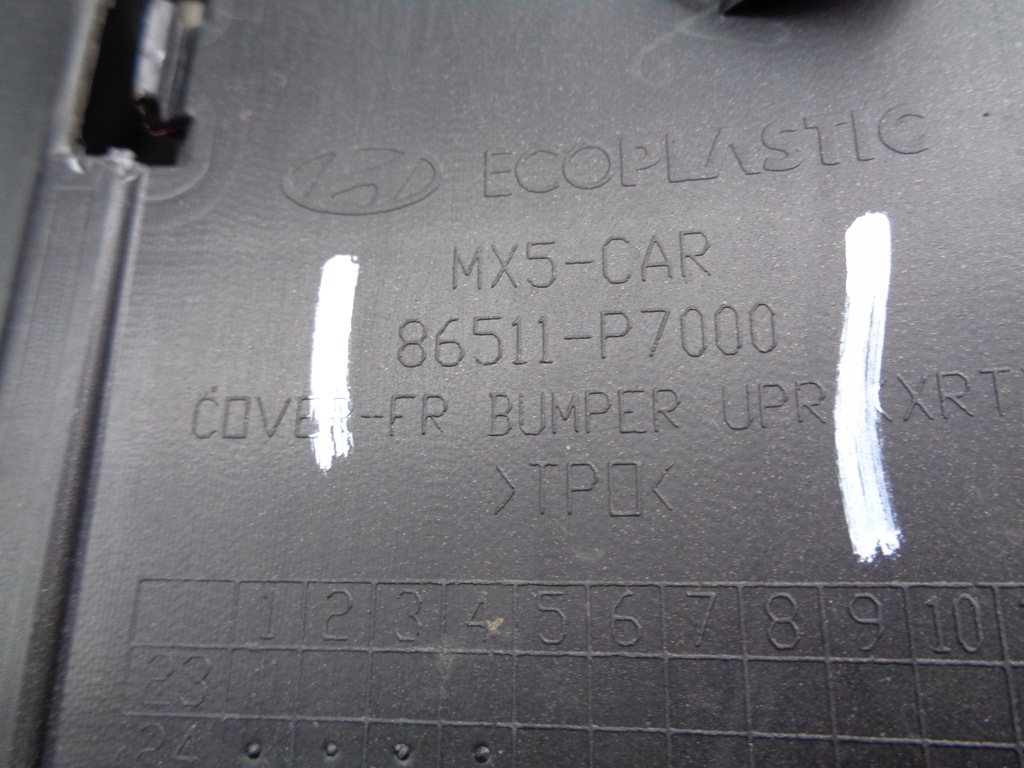 ECOPLASTIC
MX5-CAR
86511-P7000
COVER-FR BUMPER UPR
>TPO<
1 2 3 4 5 6 7 8 9 10
23
24